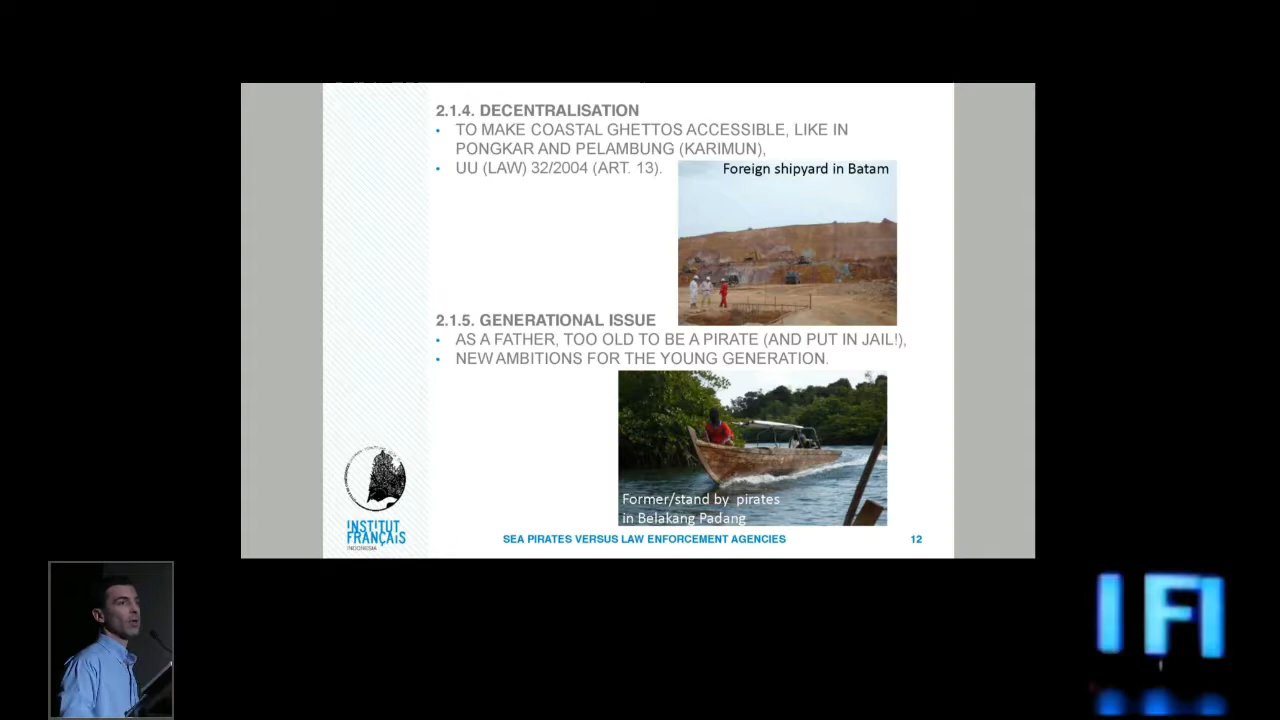 2.1.4. DECENTRALISATION
• TO MAKE COASTAL GHETTOS ACCESSIBLE, LIKE IN
PONGKAR AND PELAMBUNG (KARIMUN),
• UU (LAW) 32/2004 (ART. 13).
Foreign shipyard in Batam
2.1.5. GENERATIONAL ISSUE
• AS A FATHER, TOO OLD TO BE A PIRATE (AND PUT IN JAIL!),
• NEW AMBITIONS FOR THE YOUNG GENERATION.
Former/stand by pirates
in Belakang Padang
INSTITUT
FRANÇAIS
INDONESIA
SEA PIRATES VERSUS LAW ENFORCEMENT AGENCIES
12
IFI